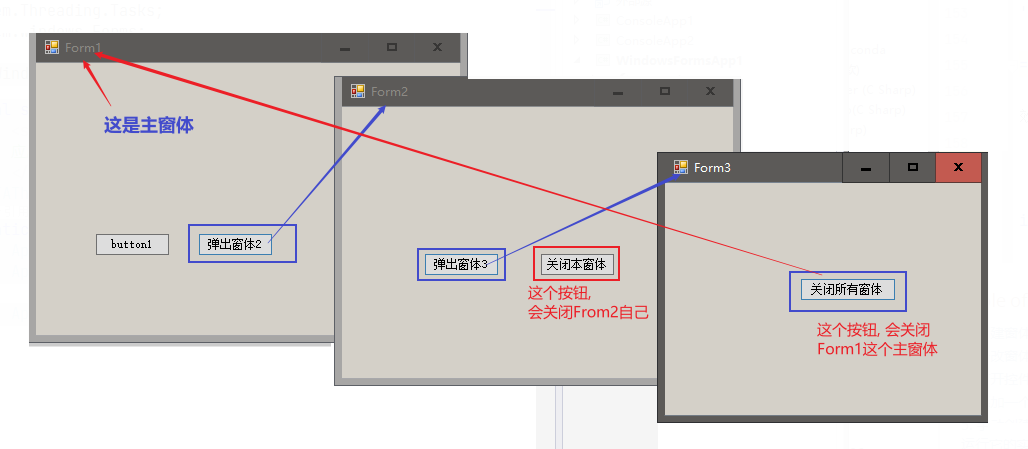 m.Threading.Tasks;
Form1
这是主窗体
button1
弹出窗体2
Form2
弹出窗体3
关闭本窗体
这个按钮,
会关闭From2自己
Form3
关闭所有窗体
这个按钮, 会关闭
Form1这个主窗体